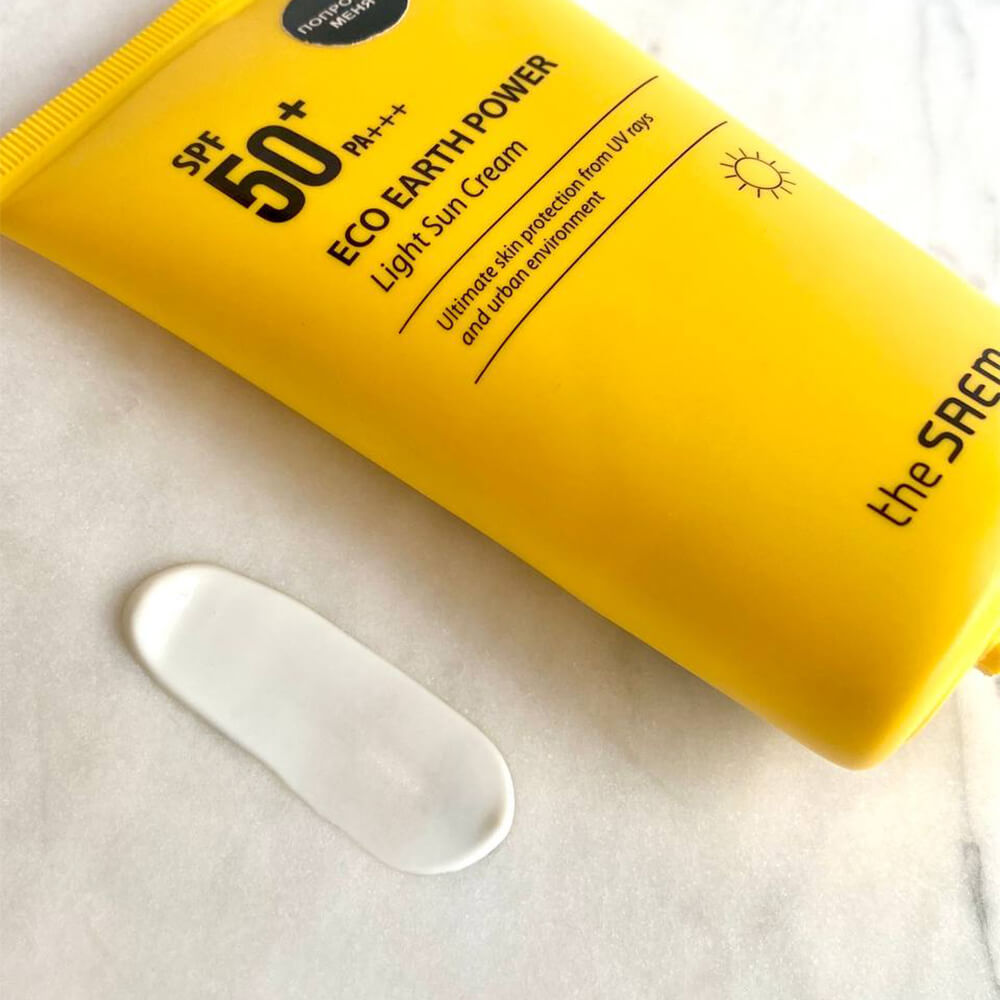 МЕНЯ
SPF
50+
PA+++
ECO EARTH POWER
Light Sun Cream
Ultimate skin protection from UV rays
and urban environment
the SAEM